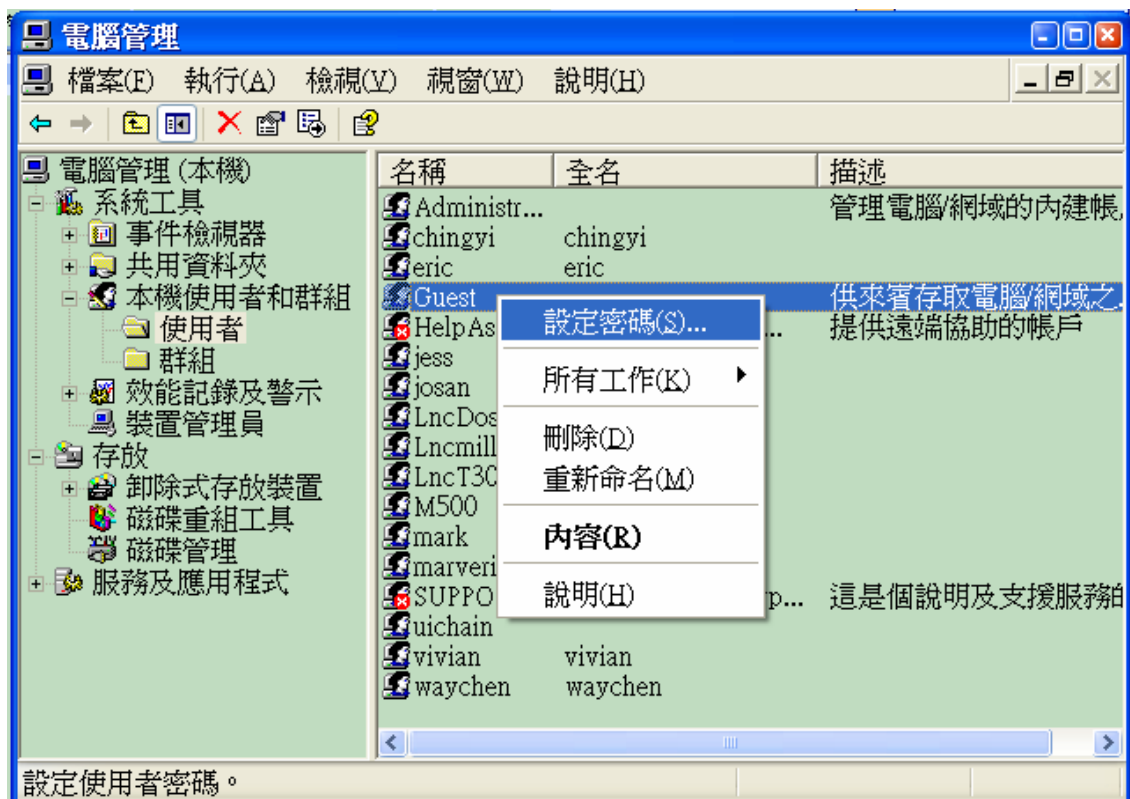 電腦管理
檔案(F) 執行(A) 檢視(V) 視窗(W) 說明(H)
電腦管理 (本機)
系統工具
事件檢視器
共用資料夾
本機使用者和群組
使用者
群組
效能記錄及警示
裝置管理員
存放
卸除式存放裝置
磁碟重組工具
磁碟管理
服務及應用程式
名稱 全名 描述
Administr... 管理電腦/網域的內建帳
chingyi chingyi
eric eric
Guest 供來賓存取電腦/網域之...
HelpAs ... 提供遠端協助的帳戶
jess
josan
LncDos
Lncmill
LncT30
M500
mark
marveri
SUPPO p... 這是個說明及支援服務的
uichain
vivian vivian
waychen waychen
設定密碼(S)...
所有工作(K)
刪除(D)
重新命名(M)
內容(R)
說明(H)
設定使用者密碼。